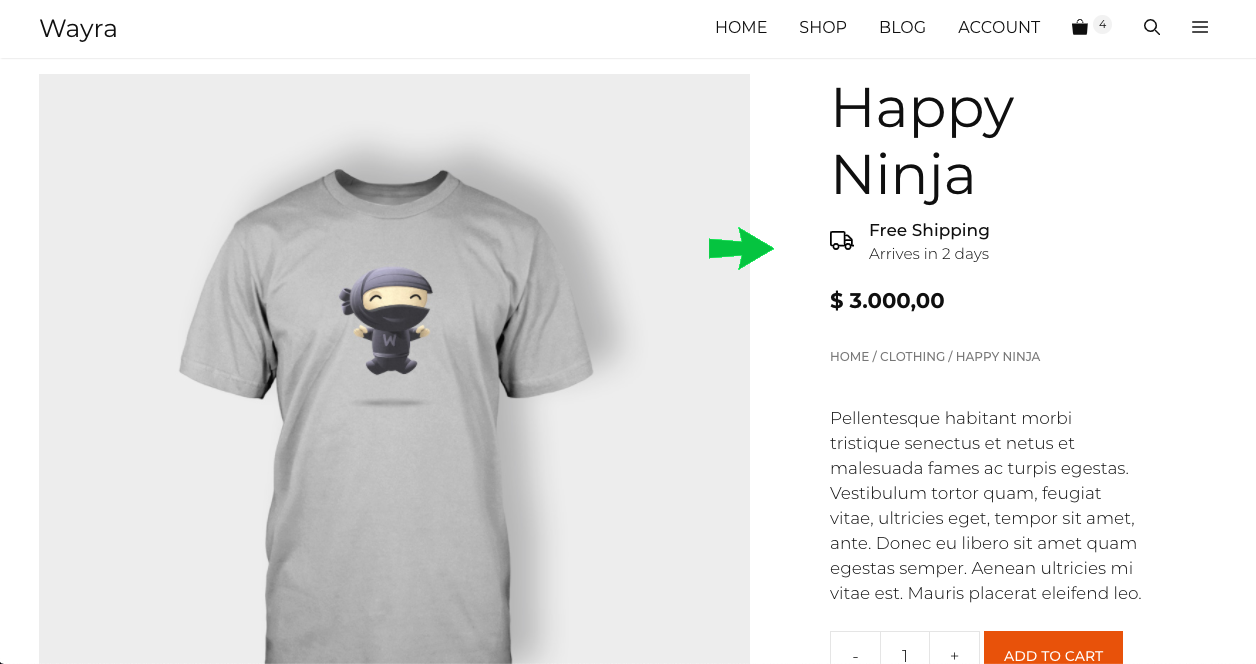 Wayra
HOME SHOP BLOG ACCOUNT 4
Happy
Ninja
Free Shipping
Arrives in 2 days
$ 3.000,00
HOME / CLOTHING / HAPPY NINJA
W
Pellentesque habitant morbi
tristique senectus et netus et
malesuada fames ac turpis egestas.
Vestibulum tortor quam, feugiat
vitae, ultricies eget, tempor sit amet,
ante. Donec eu libero sit amet quam
egestas semper. Aenean ultricies mi
vitae est. Mauris placerat eleifend leo.
- 1 + ADD TO CART